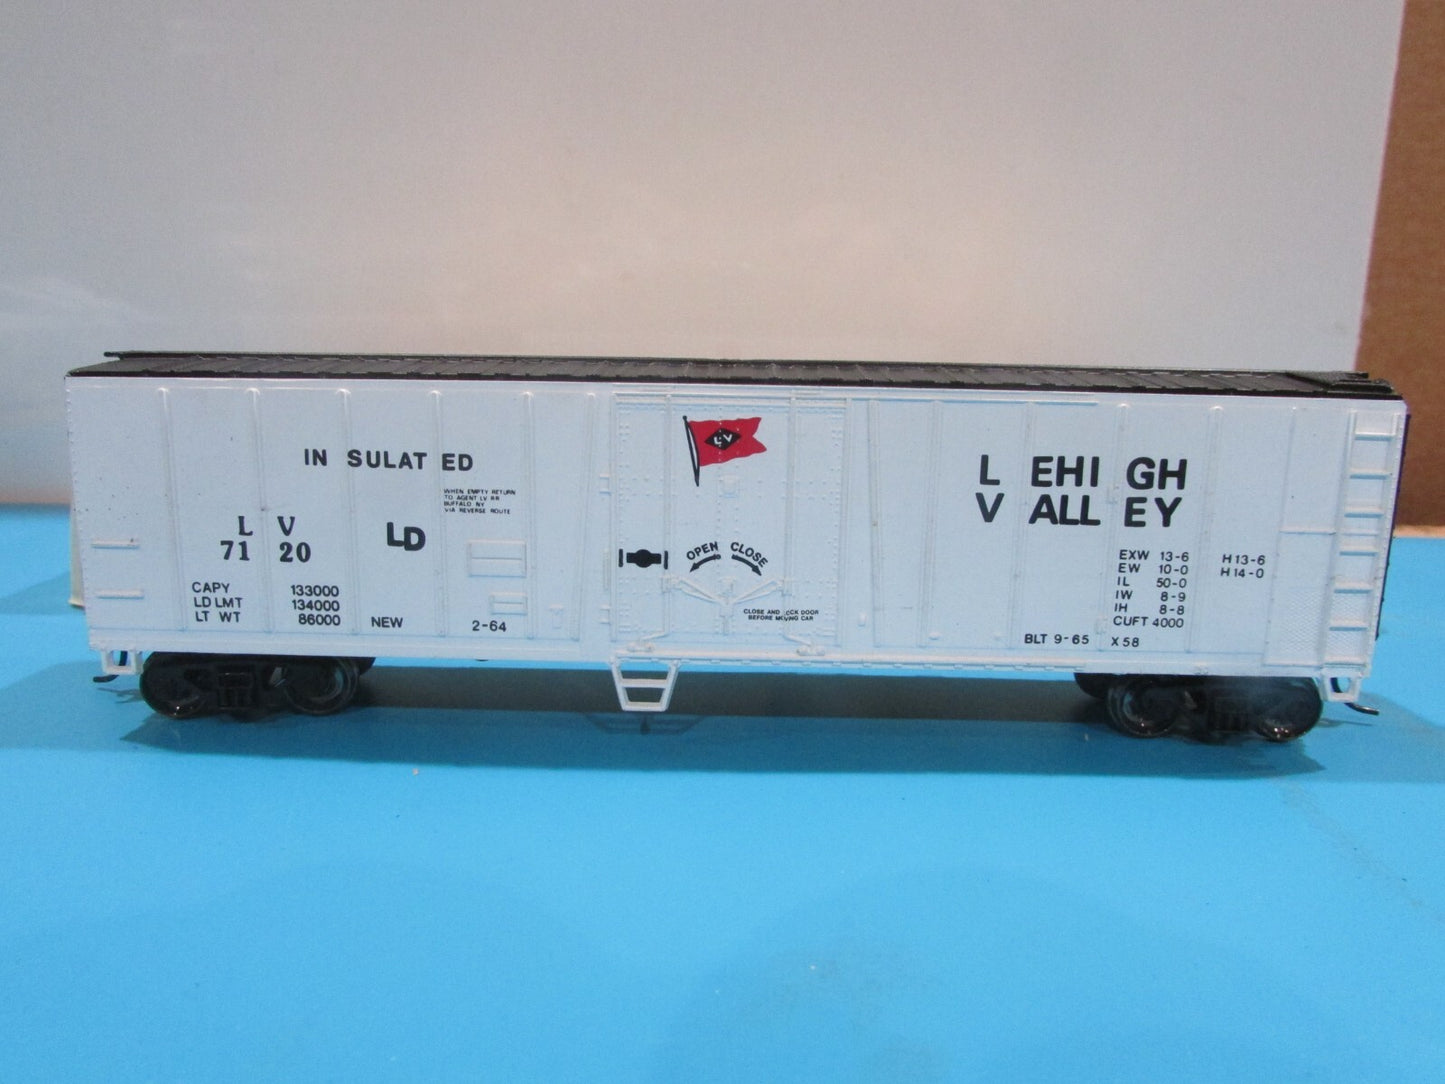 INSULATED
WHEN EMPTY RETURN
TO AGENT LV RR
BUFFALO NY
VIA REVERSE ROUTE
LV
7120
LD
CAPY 133000
LD LMT 134000
LT WT 86000 NEW 2-64
LV
OPEN CLOSE
CLOSE AND LOCK DOOR
BEFORE MOVING CAR
LEHIGH
VALLEY
EXW 13-6 H 13-6
EW 10-0 H 14-0
IL 50-0
IW 8-9
IH 8-8
CUFT 4000
BLT 9-65 X58